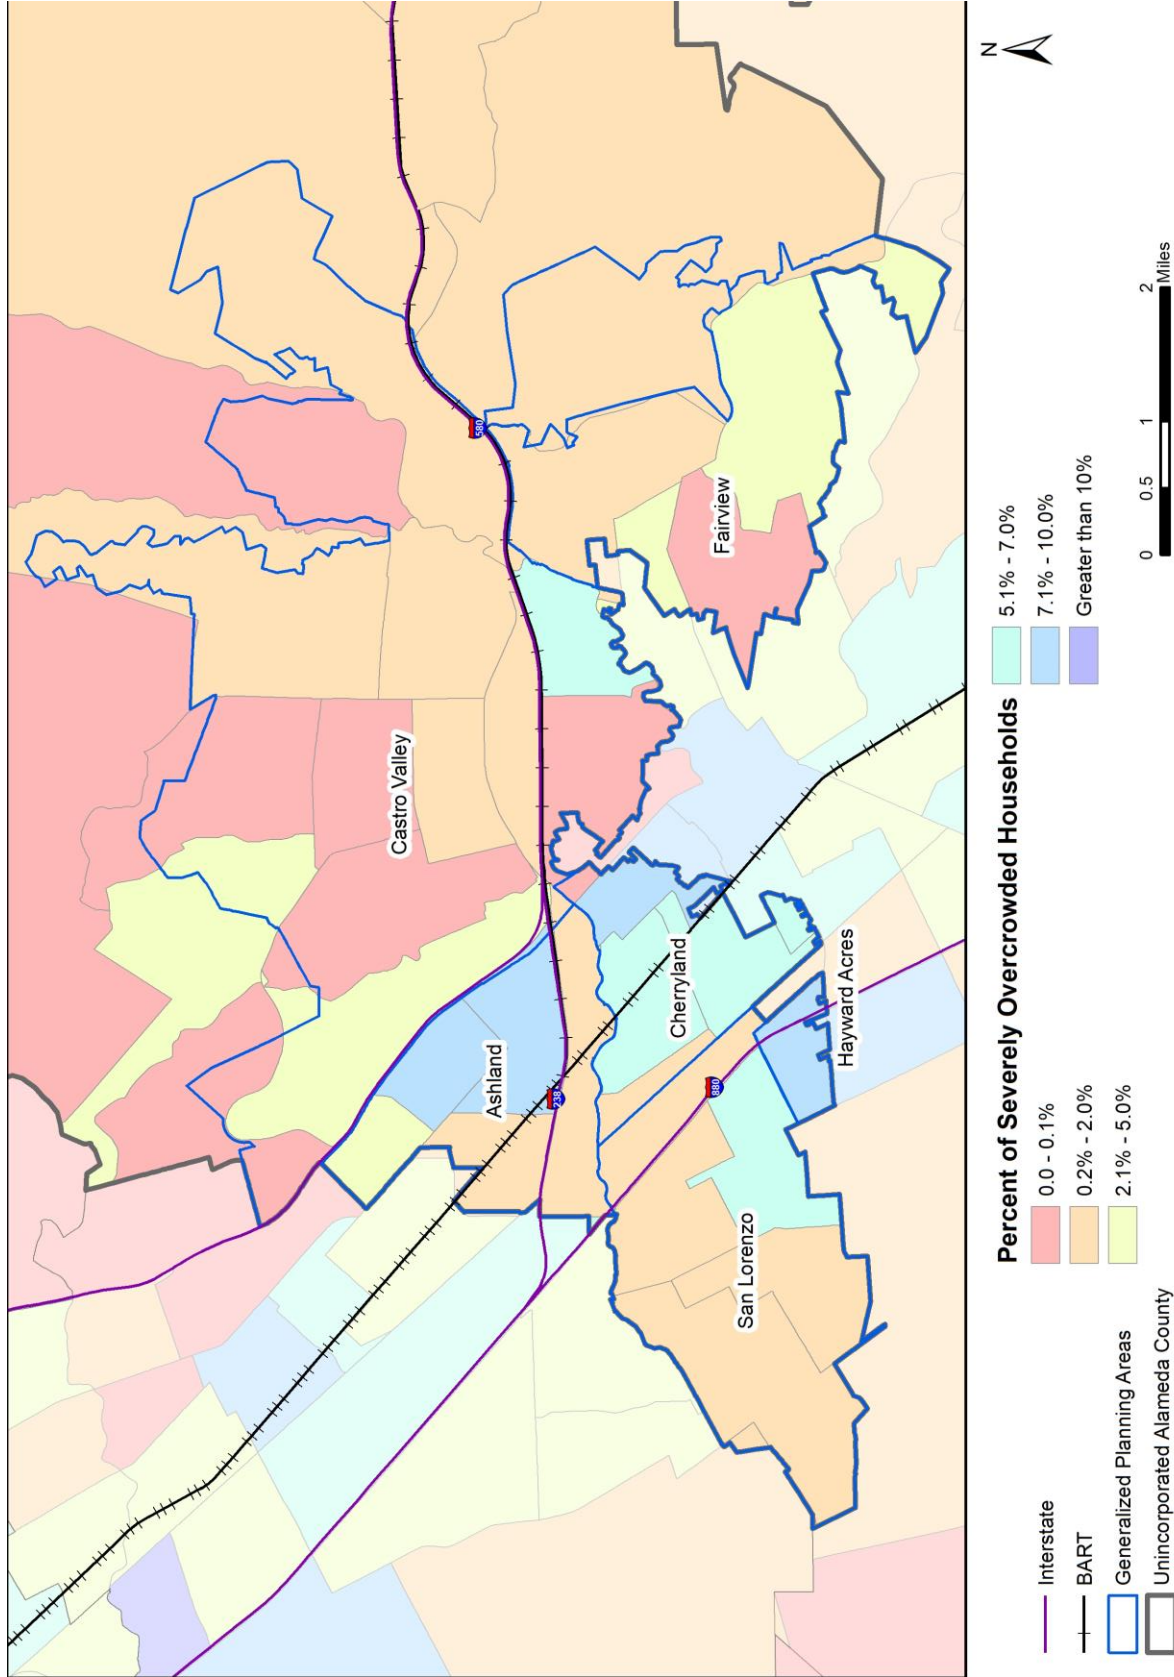 Castro Valley
580
Ashland
238
Cherryland
Fairview
880
San Lorenzo
Hayward Acres
N
Percent of Severely Overcrowded Households
Interstate
BART
Generalized Planning Areas
Unincorporated Alameda County
0.0 - 0.1%
0.2% - 2.0%
2.1% - 5.0%
5.1% - 7.0%
7.1% - 10.0%
Greater than 10%
0 0.5 1 2
Miles